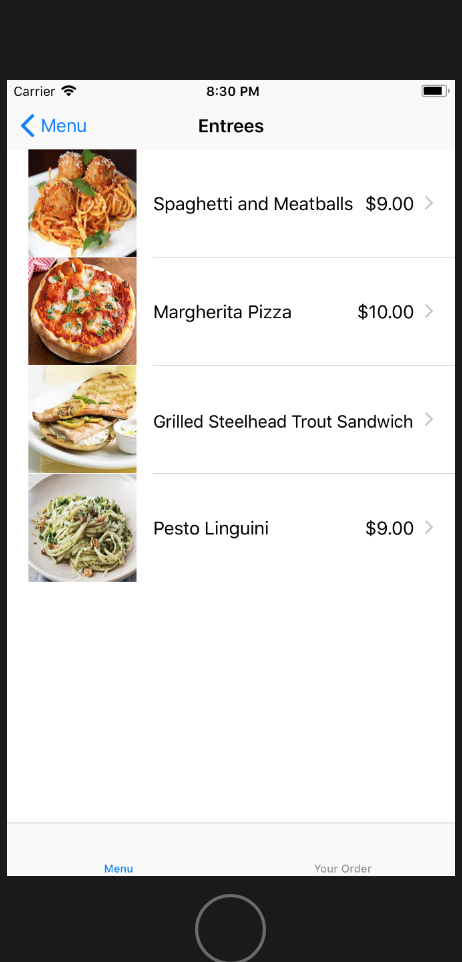 Carrier 8:30 PM
Menu Entrees
Spaghetti and Meatballs $9.00
Margherita Pizza $10.00
Grilled Steelhead Trout Sandwich
Pesto Linguini $9.00
Menu Your Order